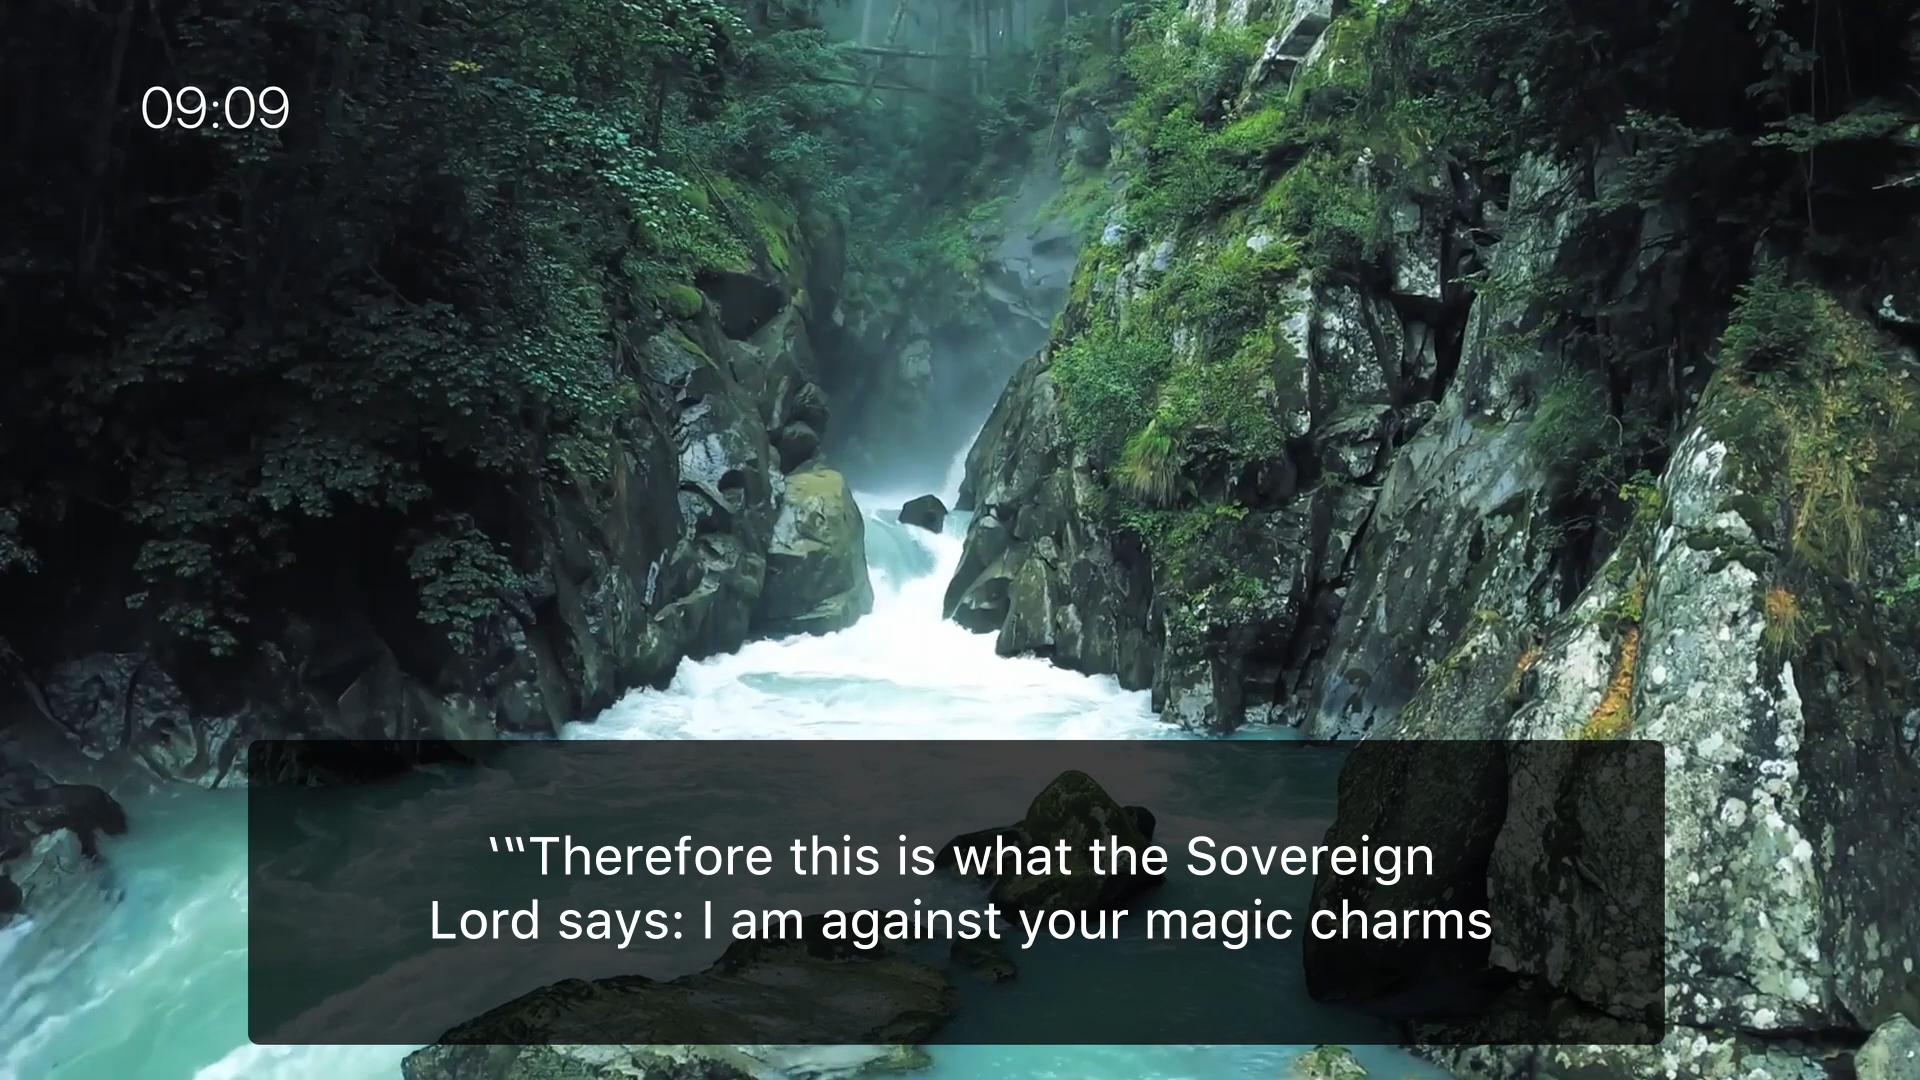 09:09
‘“‘“Therefore this is what the Sovereign
Lord says: I am against your magic charms